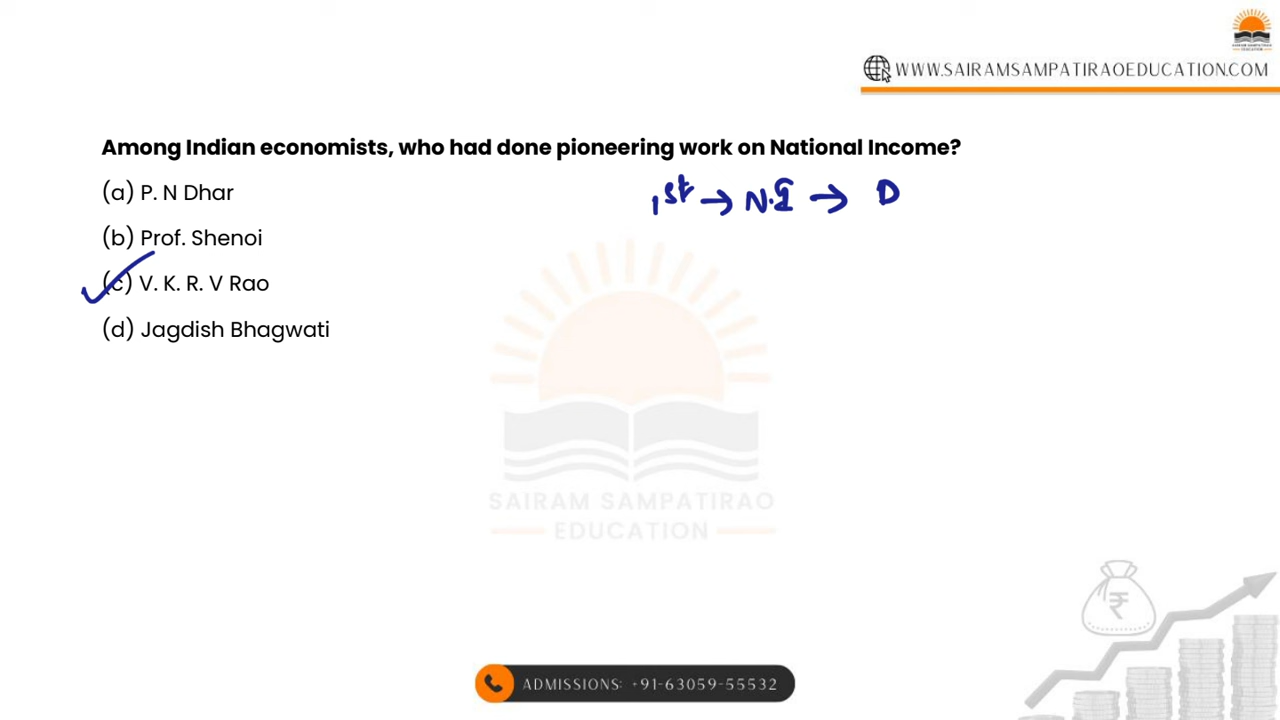 WWW.SAIRAMSAMPATIRAOEDUCATION.COM
Among Indian economists, who had done pioneering work on National Income?
1st → N.I → D
(a) P. N Dhar
(b) Prof. Shenoi
(c) V. K. R. V Rao
(d) Jagdish Bhagwati
SAIRAM SAMPATIRAO
EDUCATION
ADMISSIONS: +91-63059-55532